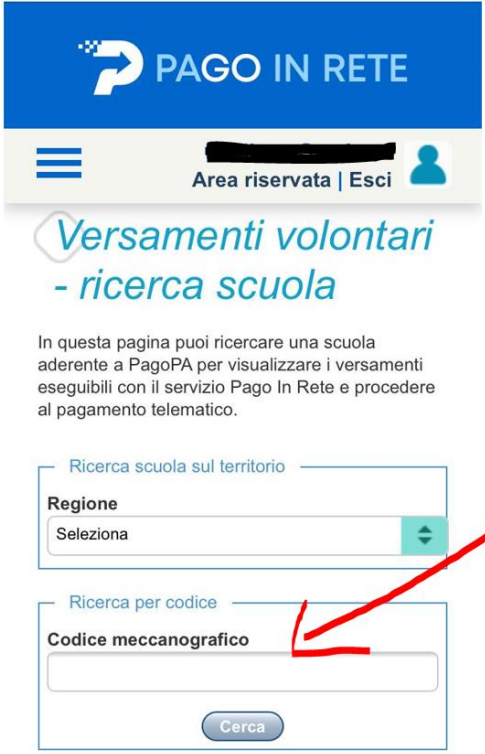 PAGO IN RETE
Area riservata | Esci
Versamenti volontari
- ricerca scuola
In questa pagina puoi ricercare una scuola
aderente a PagoPA per visualizzare i versamenti
eseguibili con il servizio Pago In Rete e procedere
al pagamento telematico.
Ricerca scuola sul territorio
Regione
Seleziona
Ricerca per codice
Codice meccanografico
Cerca